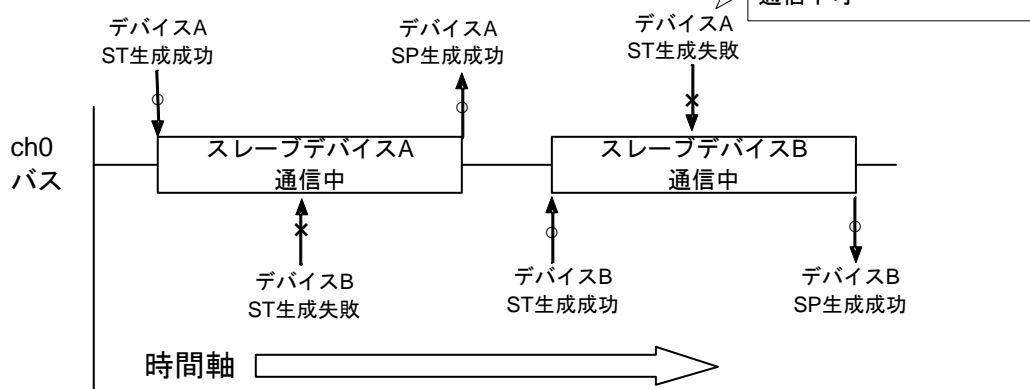 デバイスA
ST生成成功
デバイスA
SP生成成功
デバイスA
ST生成失敗
ch0
バス
スレーブデバイスA
通信中
スレーブデバイスB
通信中
デバイスB
ST生成失敗
デバイスB
ST生成成功
デバイスB
SP生成成功
時間軸